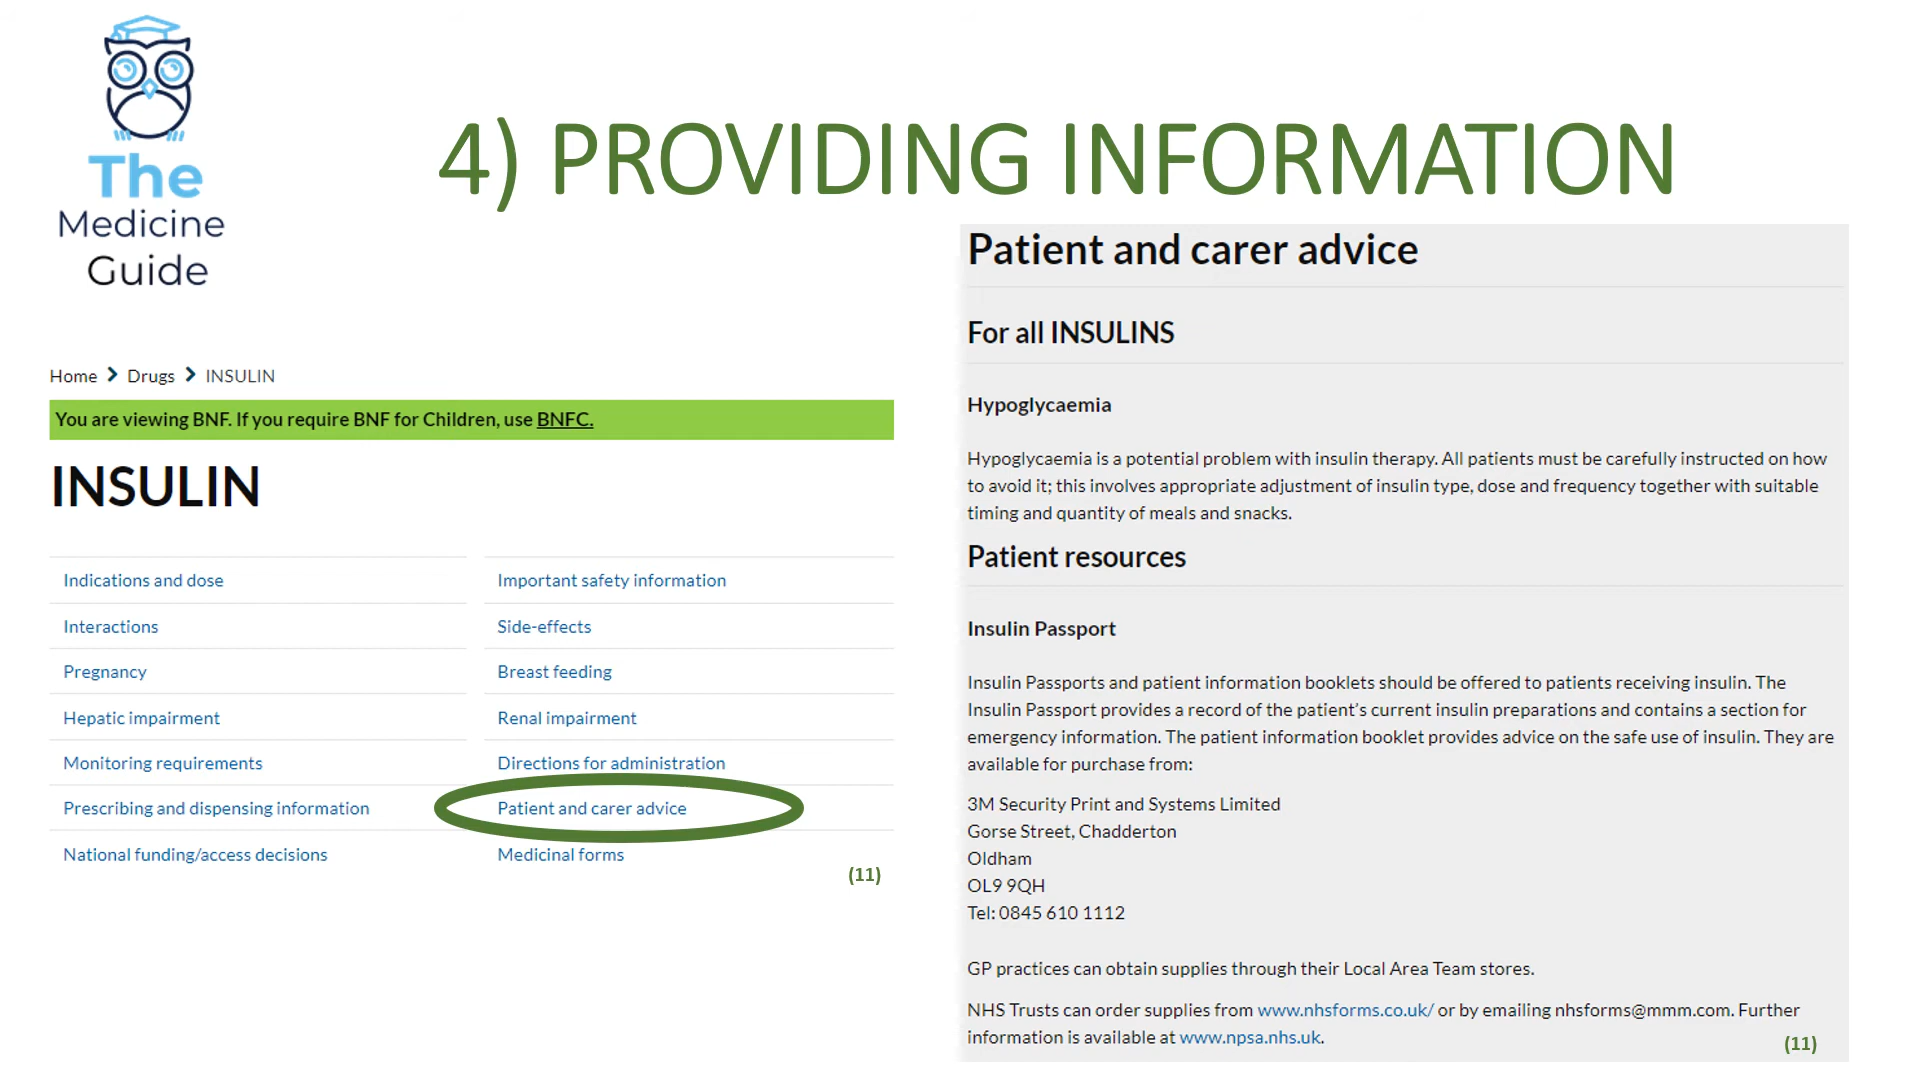 The
Medicine
Guide
4) PROVIDING INFORMATION
Home > Drugs > INSULIN
You are viewing BNF. If you require BNF for Children, use BNFC.
INSULIN
Indications and dose
Important safety information
Interactions
Side-effects
Pregnancy
Breast feeding
Hepatic impairment
Renal impairment
Monitoring requirements
Directions for administration
Prescribing and dispensing information
Patient and carer advice
National funding/access decisions
Medicinal forms
(11)
Patient and carer advice
For all INSULINS
Hypoglycaemia
Hypoglycaemia is a potential problem with insulin therapy. All patients must be carefully instructed on how
to avoid it; this involves appropriate adjustment of insulin type, dose and frequency together with suitable
timing and quantity of meals and snacks.
Patient resources
Insulin Passport
Insulin Passports and patient information booklets should be offered to patients receiving insulin. The
Insulin Passport provides a record of the patient's current insulin preparations and contains a section for
emergency information. The patient information booklet provides advice on the safe use of insulin. They are
available for purchase from:
3M Security Print and Systems Limited
Gorse Street, Chadderton
Oldham
OL9 9QH
Tel: 0845 610 1112
GP practices can obtain supplies through their Local Area Team stores.
NHS Trusts can order supplies from www.nhsforms.co.uk/ or by emailing nhsforms@mmm.com. Further
information is available at www.npsa.nhs.uk.
(11)